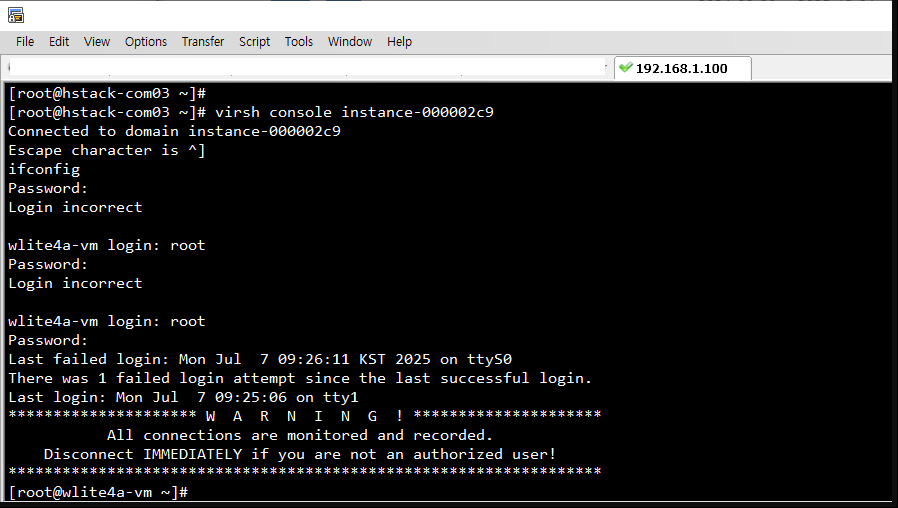 File Edit View Options Transfer Script Tools Window Help
192.168.1.100
[root@hstack-com03 ~]#
[root@hstack-com03 ~]# virsh console instance-000002c9
Connected to domain instance-000002c9
Escape character is ^]
ifconfig
Password:
Login incorrect
wlite4a-vm login: root
Password:
Login incorrect
wlite4a-vm login: root
Password:
Last failed login: Mon Jul  7 09:26:11 KST 2025 on ttyS0
There was 1 failed login attempt since the last successful login.
Last login: Mon Jul  7 09:25:06 on tty1
********************* W  A  R  N  I  N  G  ! *********************
           All connections are monitored and recorded.
    Disconnect IMMEDIATELY if you are not an authorized user!
******************************************************************
[root@wlite4a-vm ~]#